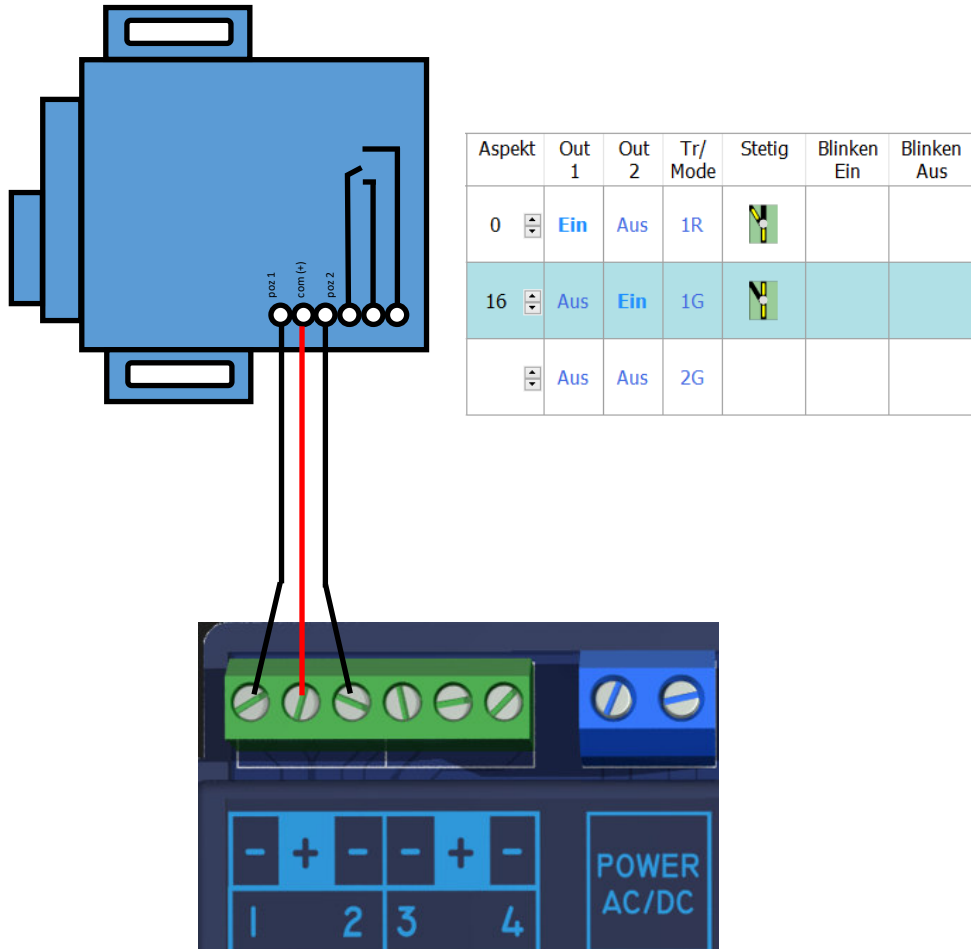 poz 1
com (+)
poz 2
Aspekt Out 1 Out 2 Tr/ Mode Stetig Blinken Ein Blinken Aus
0 Ein Aus 1R
16 Aus Ein 1G
Aus Aus 2G
- + - - + -
1 2 3 4
POWER
AC/DC